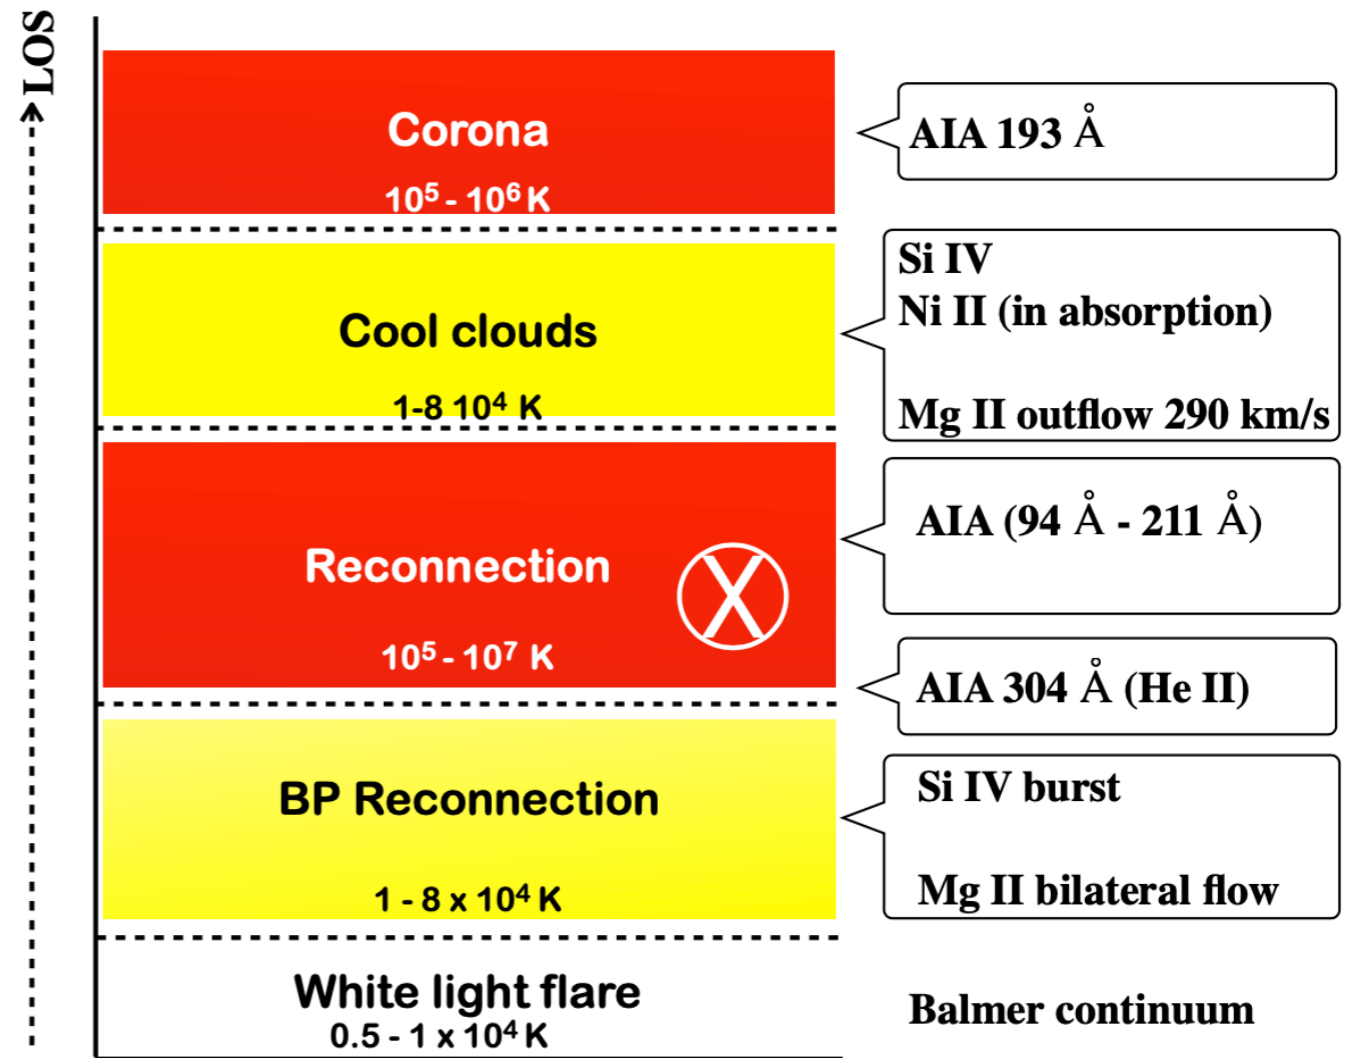 LOS
Corona
10⁵ - 10⁶ K
AIA 193 Å
Cool clouds
1-8 10⁴ K
Si IV
Ni II (in absorption)
Mg II outflow 290 km/s
Reconnection
X
10⁵ - 10⁷ K
AIA (94 Å - 211 Å)
AIA 304 Å (He II)
BP Reconnection
1 - 8 x 10⁴ K
Si IV burst
Mg II bilateral flow
White light flare
0.5 - 1 x 10⁴ K
Balmer continuum